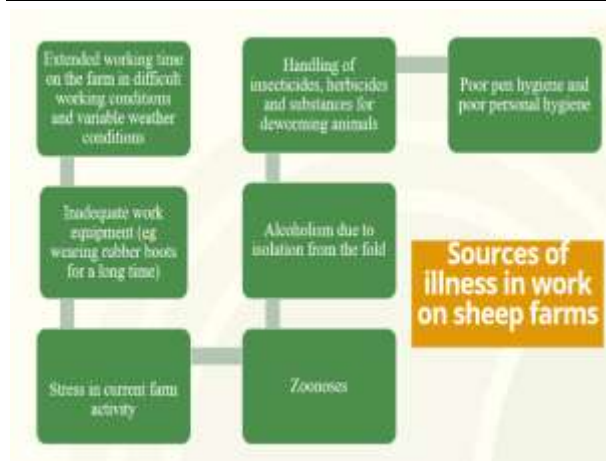 Extended working time
on the farm in difficult
working conditions
and variable weather
conditions
Inadequate work
equipment (eg
wearing rubber boots
for a long time)
Stress in current farm
activity
Zoonoses
Alcoholism due to
isolation from the fold
Handling of
insecticides, herbicides
and substances for
deworming animals
Poor pen hygiene and
poor personal hygiene
Sources of
illness in work
on sheep farms